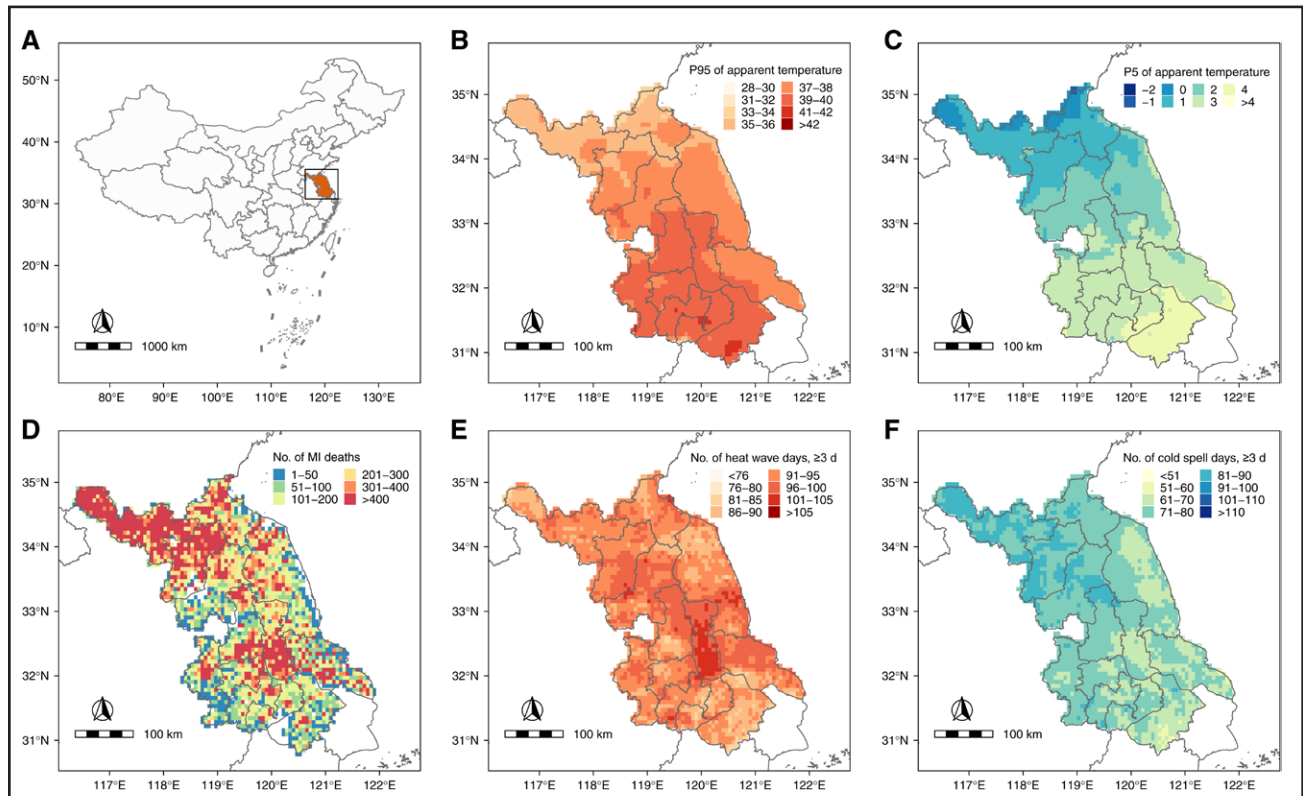 A
50°N
40°N
30°N
20°N
10°N
1000 km
80°E 90°E 100°E 110°E 120°E 130°E
B
P95 of apparent temperature
28–30 37–38
31–32 39–40
33–34 41–42
35–36 >42
35°N
34°N
33°N
32°N
31°N
100 km
117°E 118°E 119°E 120°E 121°E 122°E
C
P5 of apparent temperature
−2 0 2 4
−1 1 3 >4
35°N
34°N
33°N
32°N
31°N
100 km
117°E 118°E 119°E 120°E 121°E 122°E
D
No. of MI deaths
1–50 201–300
51–100 301–400
101–200 >400
35°N
34°N
33°N
32°N
31°N
100 km
117°E 118°E 119°E 120°E 121°E 122°E
E
No. of heat wave days, ≥3 d
<76 91–95
76–80 96–100
81–85 101–105
86–90 >105
35°N
34°N
33°N
32°N
31°N
100 km
117°E 118°E 119°E 120°E 121°E 122°E
F
No. of cold spell days, ≥3 d
<51 81–90
51–60 91–100
61–70 101–110
71–80 >110
35°N
34°N
33°N
32°N
31°N
100 km
117°E 118°E 119°E 120°E 121°E 122°E